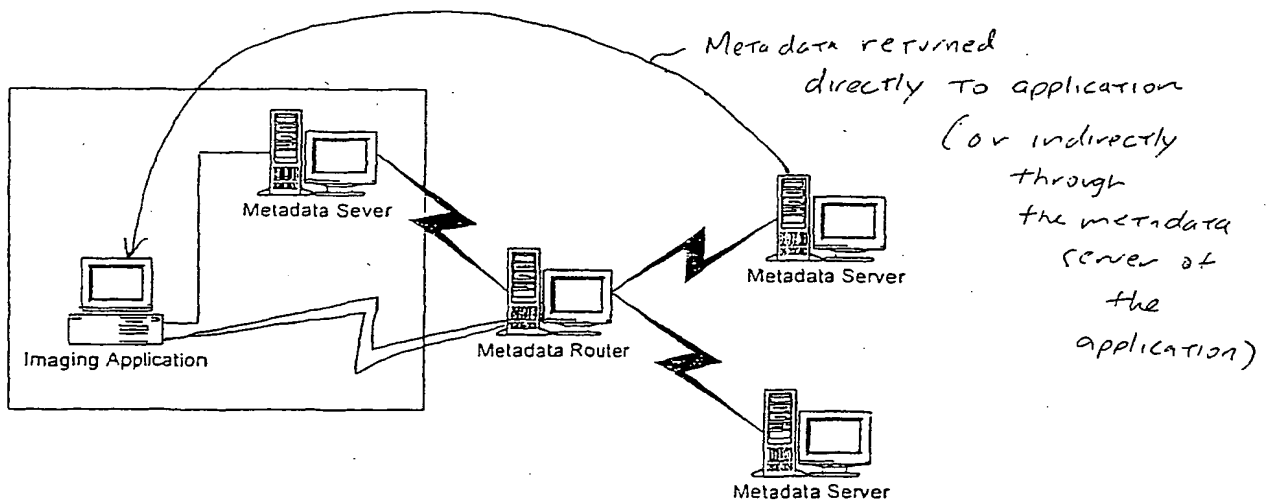 Metadata returned
directly to application
(or indirectly
through
the metadata
server at
the
application)
Metadata Sever
Metadata Server
Imaging Application
Metadata Router
Metadata Server